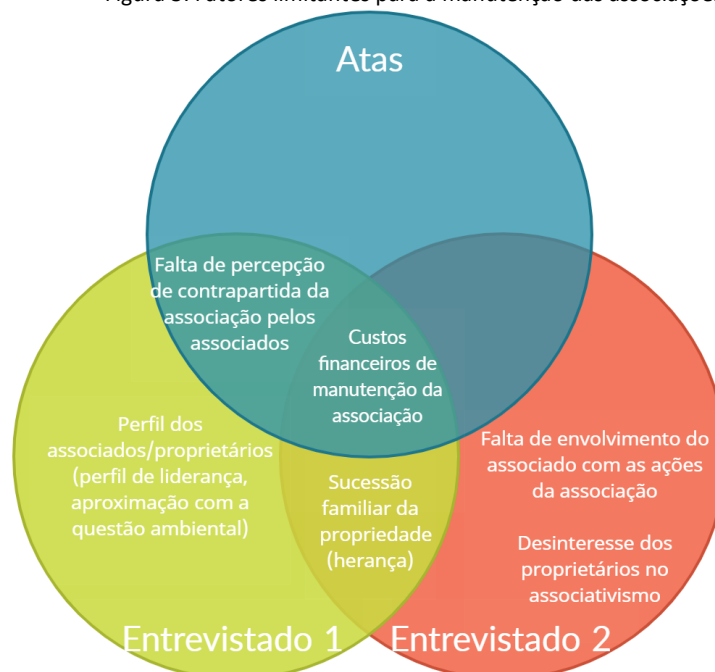 Atas
Falta de percepção
de contrapartida da
associação pelos
associados
Custos
financeiros de
manutenção da
associação
Perfil dos
associados/proprietários
(perfil de liderança,
aproximação com a
questão ambiental)
Sucessão
familiar da
propriedade
(herança)
Falta de envolvimento do
associado com as ações
da associação
Desinteresse dos
proprietários no
associativismo
Entrevistado 1
Entrevistado 2